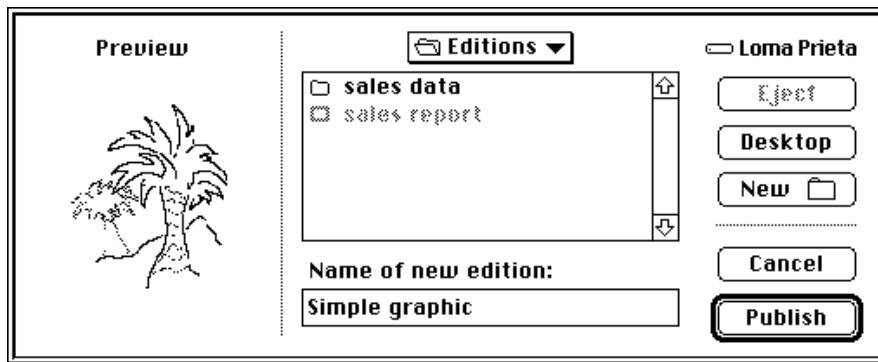 Preview
Editions
Loma Prieta
sales data
sales report
Eject
Desktop
New
Name of new edition:
Simple graphic
Cancel
Publish